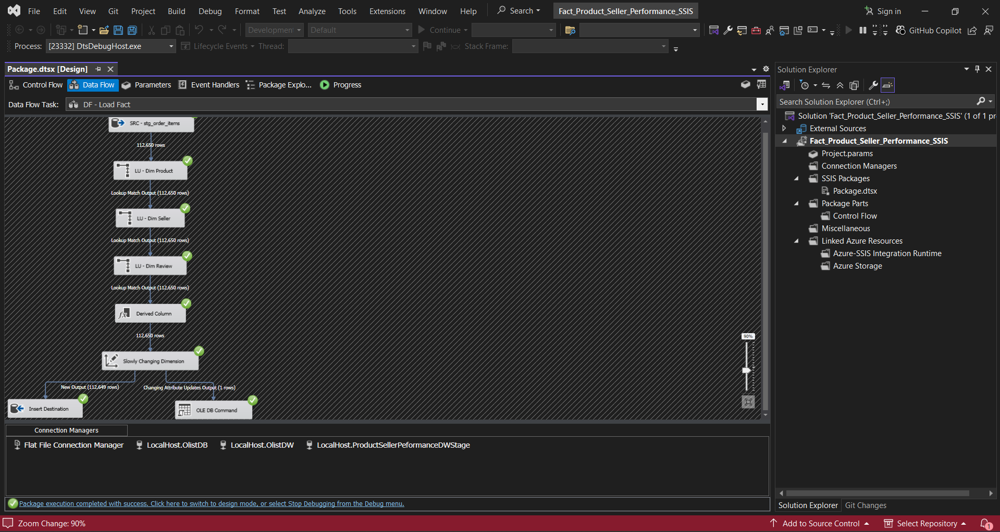 File Edit View Git Project Build Debug Format Test Analyze Tools Extensions Window Help Search Fact_Product_Seller_Performance_SSIS Sign in
Development Default Continue GitHub Copilot
Process: [23332] DtsDebugHost.exe Lifecycle Events Thread: Stack Frame:
Package.dtsx [Design]
Control Flow Data Flow Parameters Event Handlers Package Explo... Progress
Data Flow Task: DF - Load Fact
SRC - stg_order_items
112,650 rows
LU - Dim Product
Lookup Match Output (112,650 rows)
LU - Dim Seller
Lookup Match Output (112,650 rows)
LU - Dim Review
Lookup Match Output (112,650 rows)
Derived Column
112,650 rows
Slowly Changing Dimension
New Output (112,649 rows) Changing Attribute Updates Output (1 rows)
Insert Destination OLE DB Command
90%
Connection Managers
Flat File Connection Manager LocalHost.OlistDB LocalHost.OlistDW LocalHost.ProductSellerPeformanceDWStage
Package execution completed with success. Click here to switch to design mode, or select Stop Debugging from the Debug menu.
Solution Explorer
Search Solution Explorer (Ctrl+;)
Solution 'Fact_Product_Seller_Performance_SSIS' (1 of 1 pr
External Sources
Fact_Product_Seller_Performance_SSIS
Project.params
Connection Managers
SSIS Packages
Package.dtsx
Package Parts
Control Flow
Miscellaneous
Linked Azure Resources
Azure-SSIS Integration Runtime
Azure Storage
Solution Explorer Git Changes
Zoom Change: 90% Add to Source Control Select Repository 1